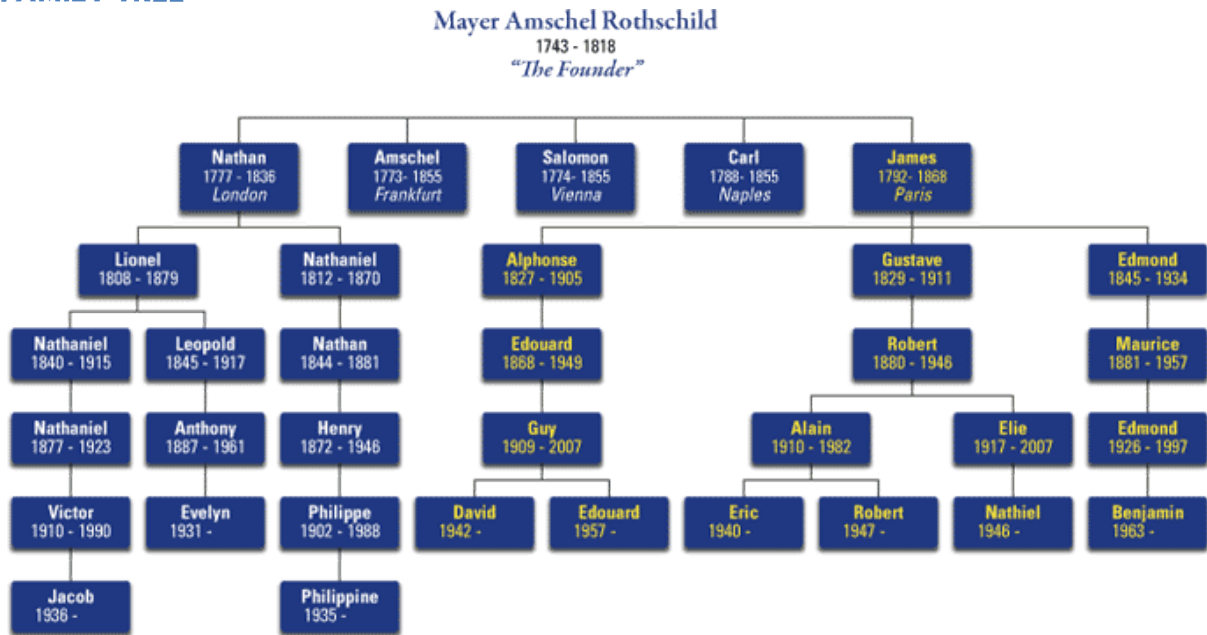 Mayer Amschel Rothschild
1743 - 1818
“The Founder”
Nathan
1777 - 1836
London
Amschel
1773- 1855
Frankfurt
Salomon
1774- 1855
Vienna
Carl
1788- 1855
Naples
James
1792- 1868
Paris
Lionel
1808 - 1879
Nathaniel
1812 - 1870
Alphonse
1827 - 1905
Gustave
1829 - 1911
Edmond
1845 - 1934
Nathaniel
1840 - 1915
Leopold
1845 - 1917
Nathan
1844 - 1881
Edouard
1868 - 1949
Robert
1880 - 1946
Maurice
1881 - 1957
Nathaniel
1877 - 1923
Anthony
1887 - 1961
Henry
1872 - 1946
Guy
1909 - 2007
Alain
1910 - 1982
Elie
1917 - 2007
Edmond
1926 - 1997
Victor
1910 - 1990
Evelyn
1931 -
Philippe
1902 - 1988
David
1942 -
Edouard
1957 -
Eric
1940 -
Robert
1947 -
Nathiel
1946 -
Benjamin
1963 -
Jacob
1936 -
Philippine
1935 -